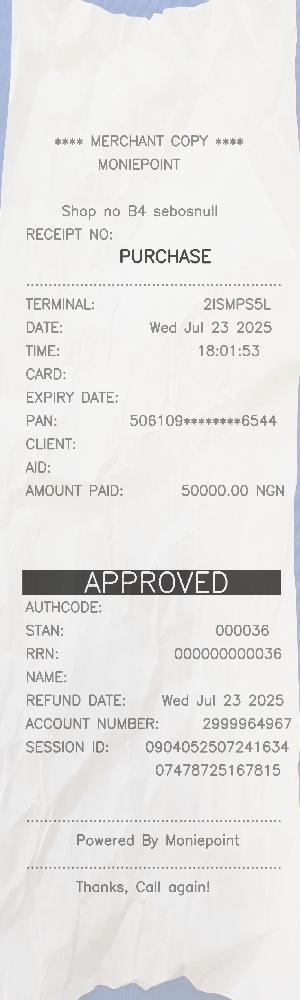 **** MERCHANT COPY ****
MONIEPOINT
Shop no B4 sebosnull
RECEIPT NO:
PURCHASE
TERMINAL: 2ISMPS5L
DATE: Wed Jul 23 2025
TIME: 18:01:53
CARD:
EXPIRY DATE:
PAN: 506109********6544
CLIENT:
AID:
AMOUNT PAID: 50000.00 NGN
APPROVED
AUTHCODE:
STAN: 000036
RRN: 000000000036
NAME:
REFUND DATE: Wed Jul 23 2025
ACCOUNT NUMBER: 2999964967
SESSION ID: 0904052507241634
07478725167815
Powered By Moniepoint
Thanks, Call again!